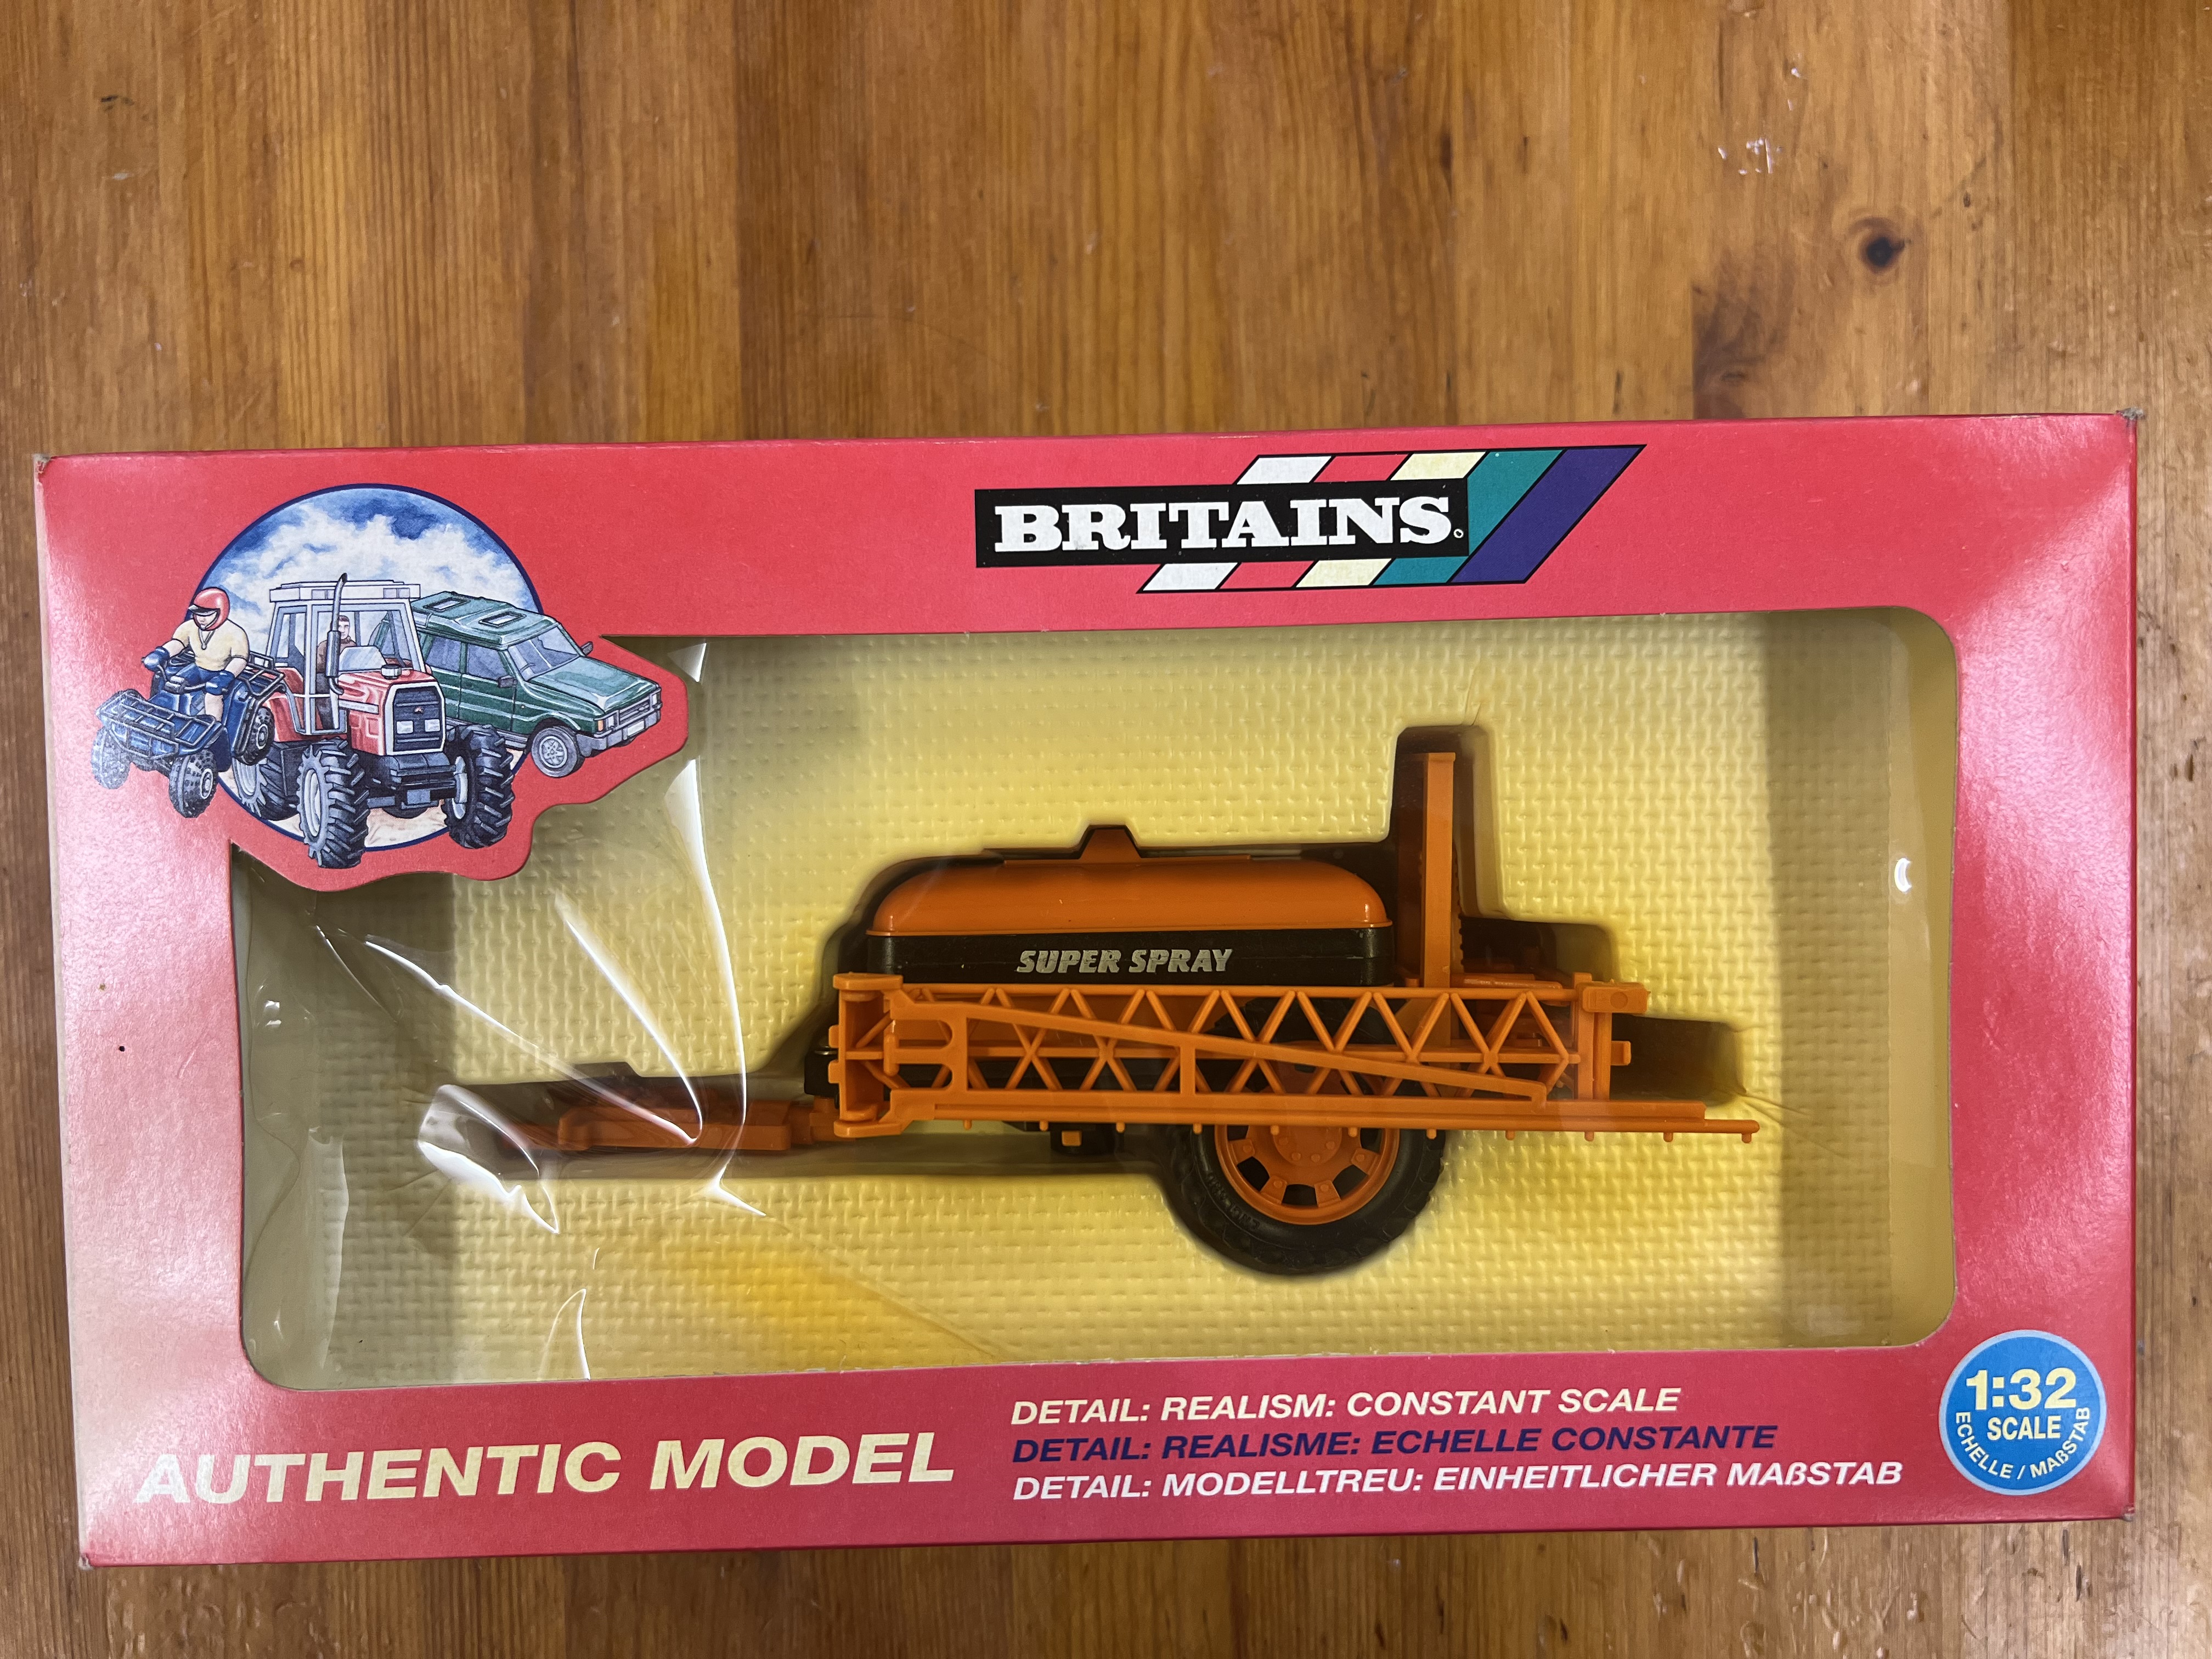 BRITAINS
SUPER SPRAY
AUTHENTIC MODEL
DETAIL: REALISM: CONSTANT SCALE
DETAIL: REALISME: ECHELLE CONSTANTE
DETAIL: MODELLTREU: EINHEITLICHER MAßSTAB
1:32
SCALE
ECHELLE / MAßSTAB